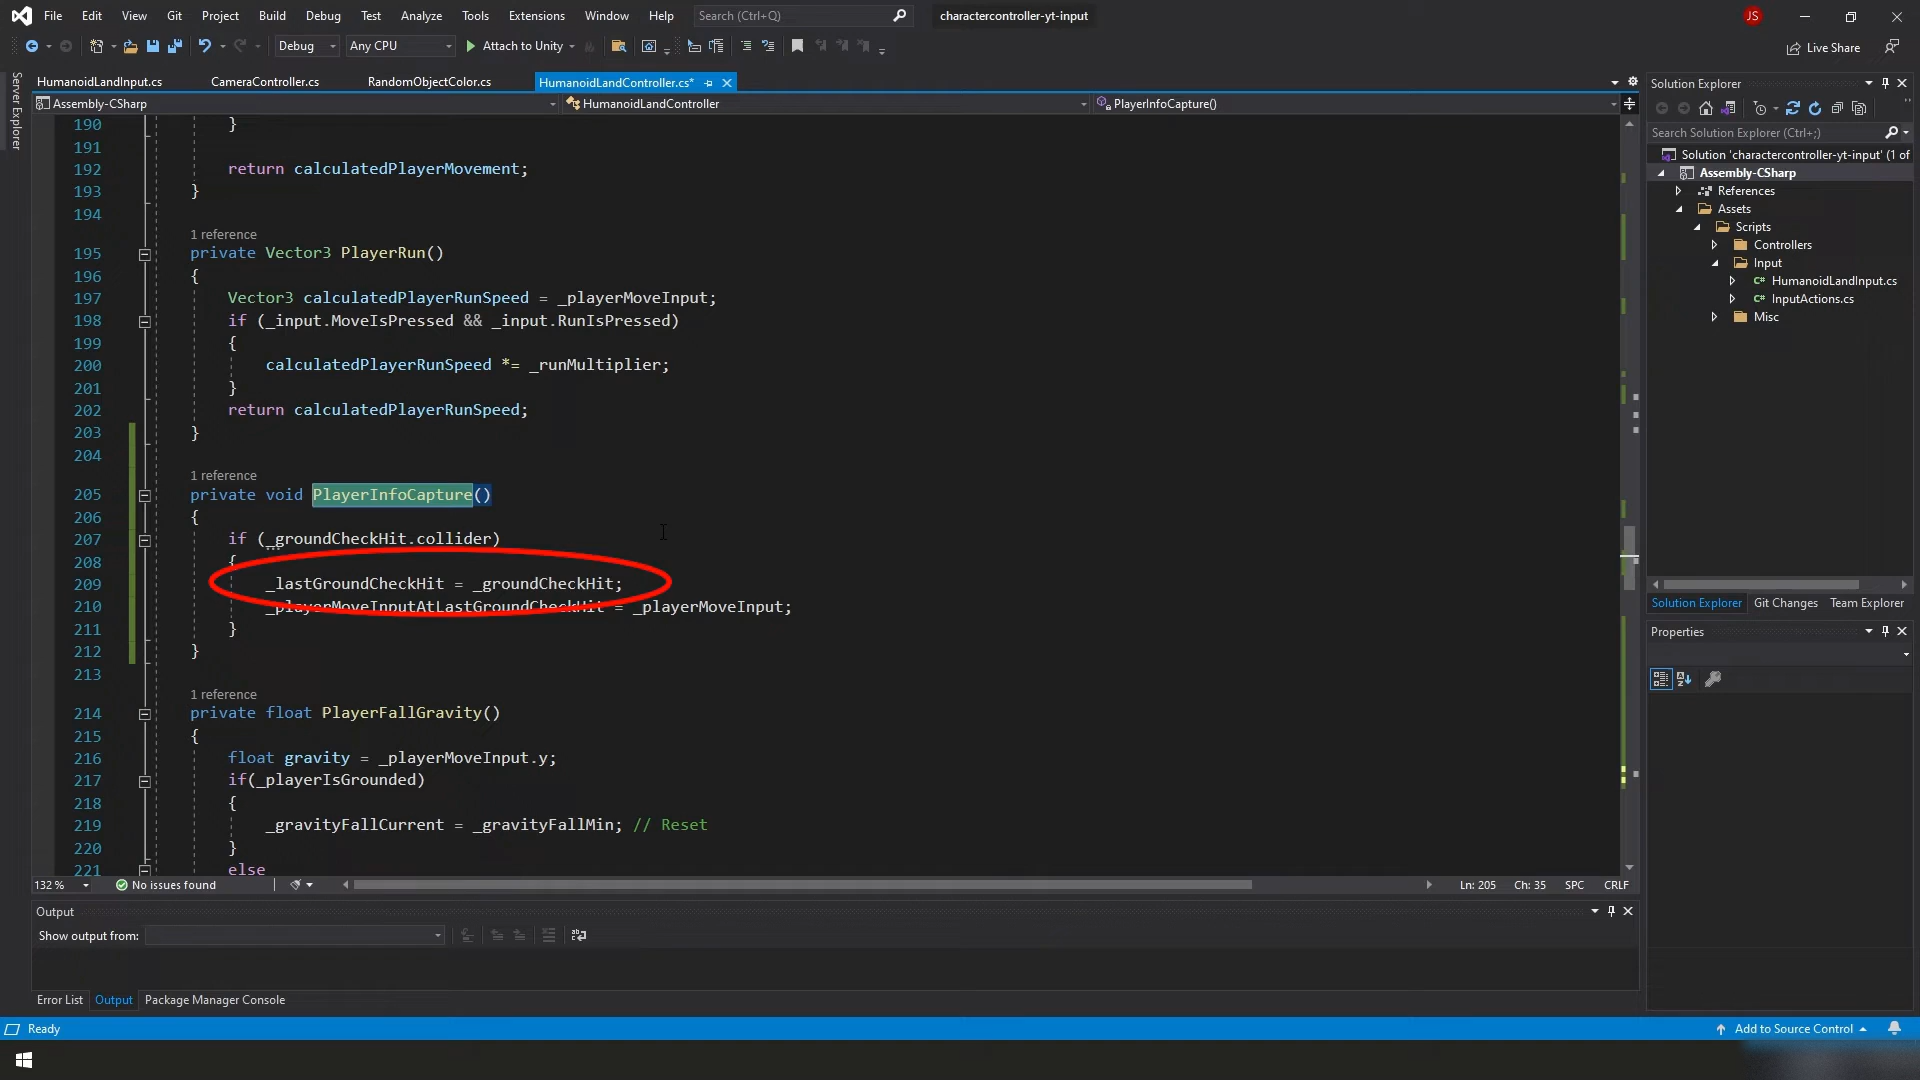 File Edit View Git Project Build Debug Test Analyze Tools Extensions Window Help Search (Ctrl+Q) charactercontroller-yt-input JS
Debug Any CPU Attach to Unity Live Share
HumanoidLandInput.cs CameraController.cs RandomObjectColor.cs HumanoidLandController.cs*
Assembly-CSharp HumanoidLandController PlayerInfoCapture()
Server Explorer
190 }
191
192 return calculatedPlayerMovement;
193 }
194
1 reference
195 private Vector3 PlayerRun()
196 {
197 Vector3 calculatedPlayerRunSpeed = _playerMoveInput;
198 if (_input.MoveIsPressed && _input.RunIsPressed)
199 {
200 calculatedPlayerRunSpeed *= _runMultiplier;
201 }
202 return calculatedPlayerRunSpeed;
203 }
204
1 reference
205 private void PlayerInfoCapture()
206 {
207 if (_groundCheckHit.collider)
208 {
209 _lastGroundCheckHit = _groundCheckHit;
210 _playerMoveInputAtLastGroundCheckHit = _playerMoveInput;
211 }
212 }
213
1 reference
214 private float PlayerFallGravity()
215 {
216 float gravity = _playerMoveInput.y;
217 if(_playerIsGrounded)
218 {
219 _gravityFallCurrent = _gravityFallMin; // Reset
220 }
221 else
132 % No issues found Ln: 205 Ch: 35 SPC CRLF
Output
Show output from:
Error List Output Package Manager Console
Ready Add to Source Control
Solution Explorer
Search Solution Explorer (Ctrl+;)
Solution 'charactercontroller-yt-input' (1 of
Assembly-CSharp
References
Assets
Scripts
Controllers
Input
HumanoidLandInput.cs
InputActions.cs
Misc
Solution Explorer Git Changes Team Explorer
Properties